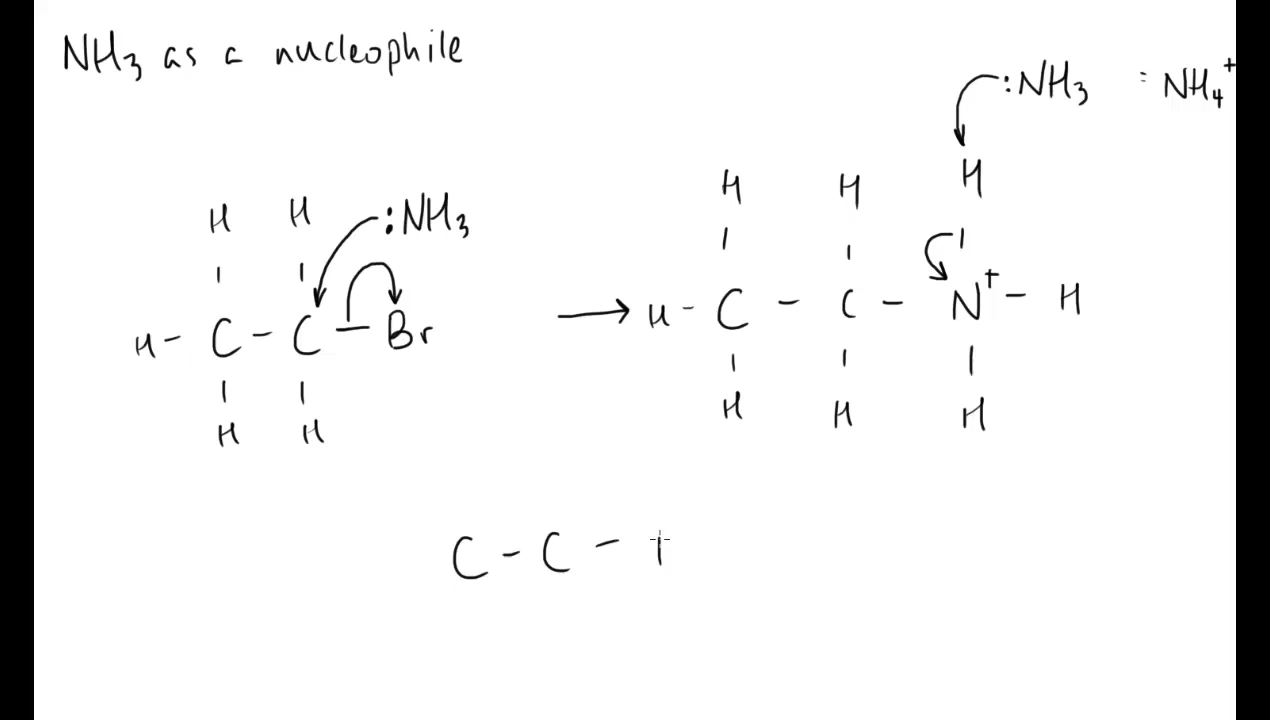 NH3 as a nucleophile
:NH3 : NH4+
H H H
H H :NH3
H - C - C - Br → H - C - C - N+ - H
H H H H H
C - C -